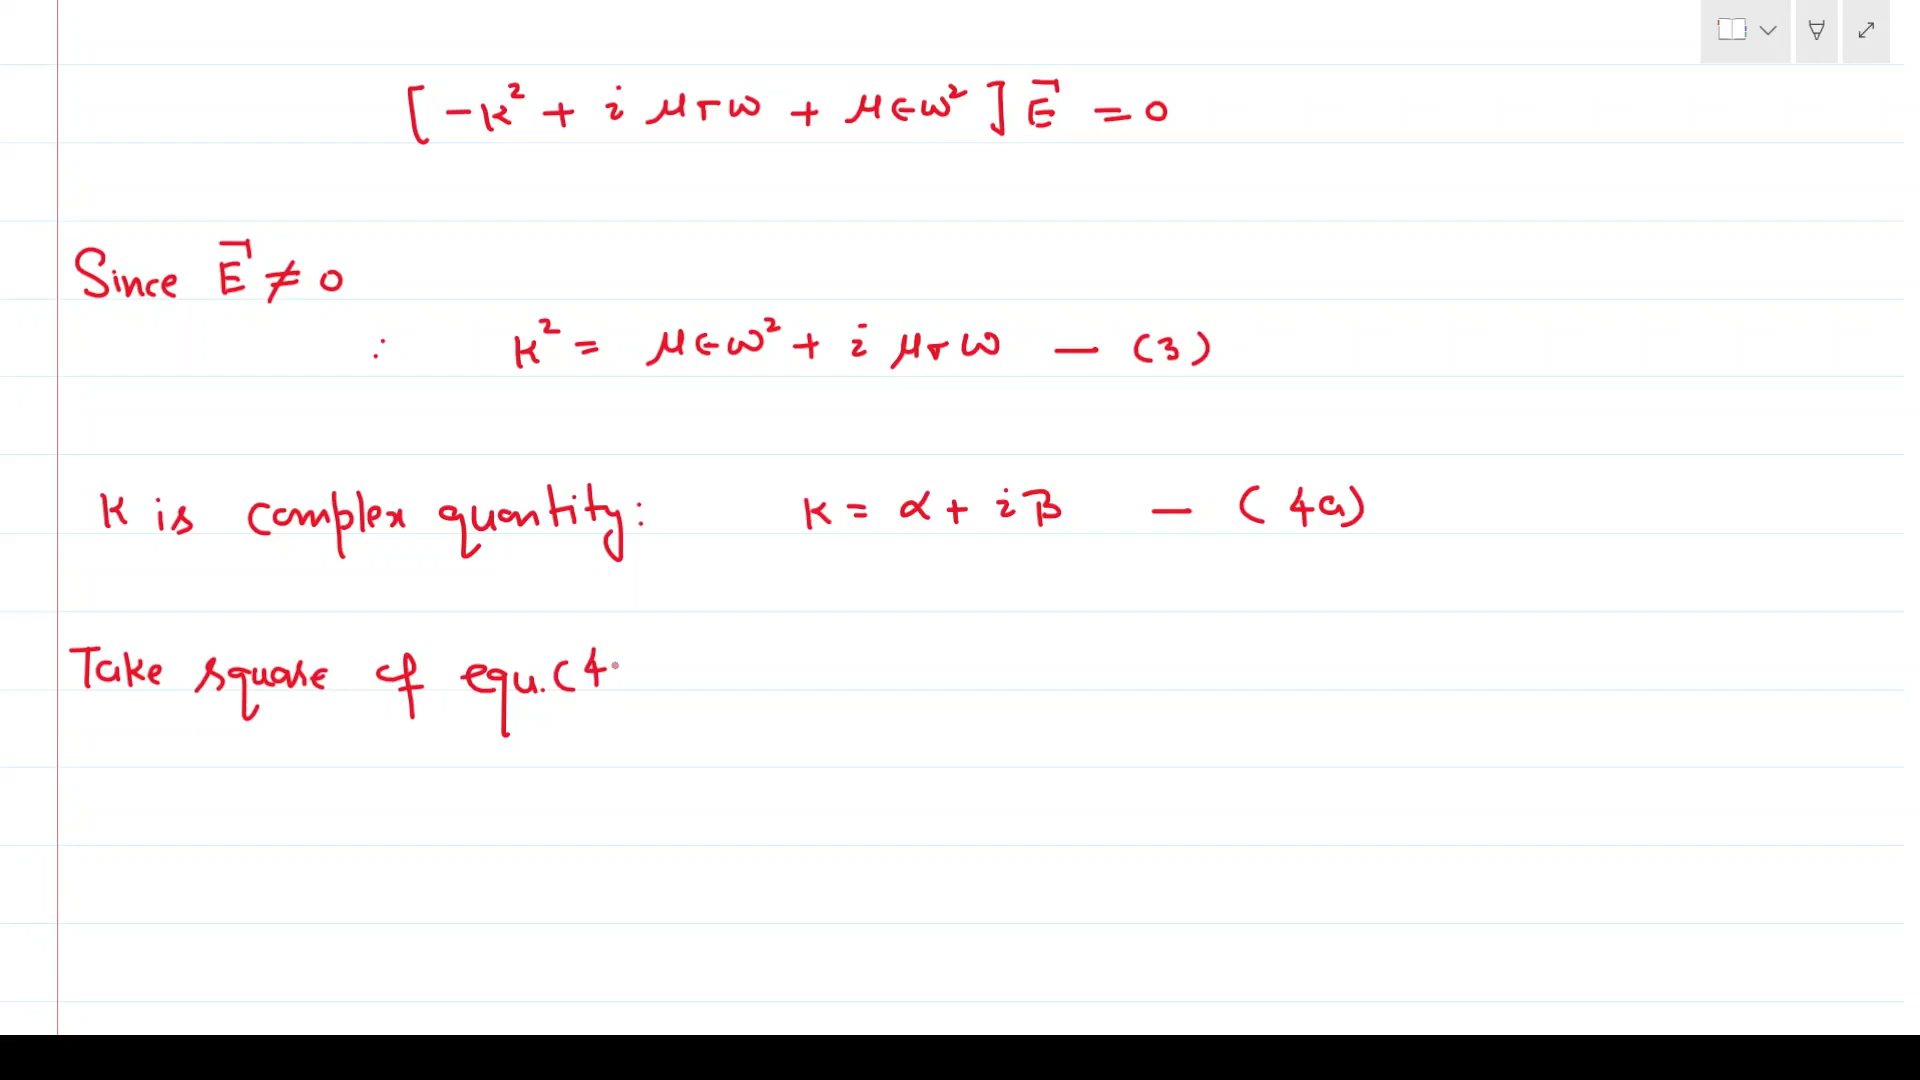 [-k² + i μσω + μεω²] E⃗ = 0
Since E⃗ ≠ 0
∴ k² = μεω² + i μσω — (3)
K is complex quantity: K = α + iβ — (4a)
Take square of equ. (4